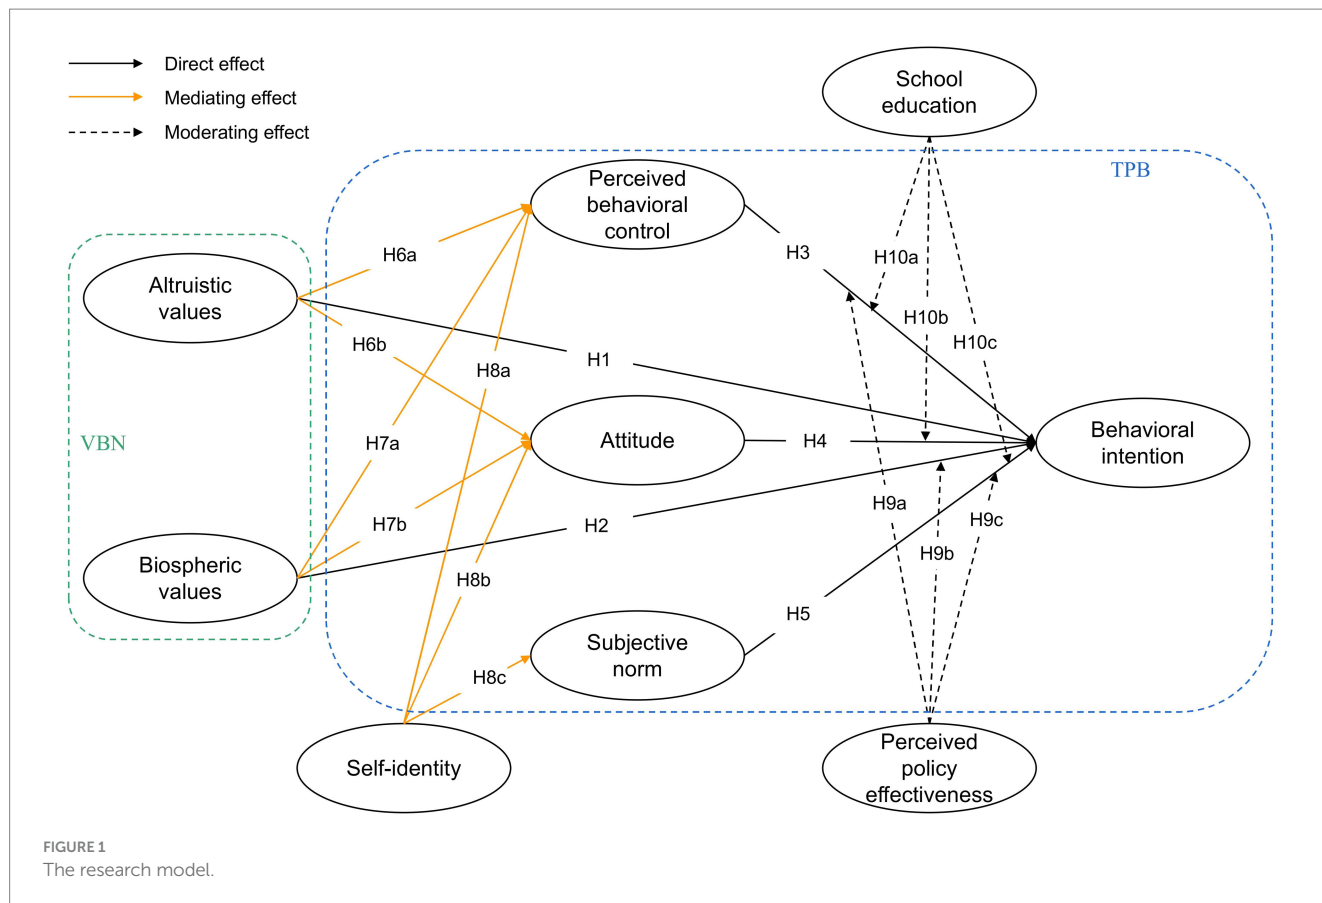 Direct effect
Mediating effect
Moderating effect
School
education
TPB
Perceived
behavioral
control
H3
H10a
H6a
Altruistic
values
H10b
H6b
H10c
H1
H8a
VBN
H7a
Attitude
H4
Behavioral
intention
H9a
H7b
H2
H9c
H9b
Biospheric
values
H8b
H5
Subjective
norm
H8c
Self-identity
Perceived
policy
effectiveness
FIGURE 1
The research model.